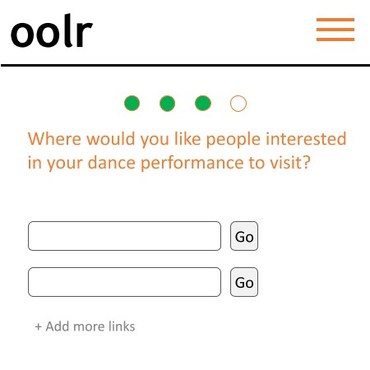 oolr
Where would you like people interested
in your dance performance to visit?
Go
Go
+ Add more links